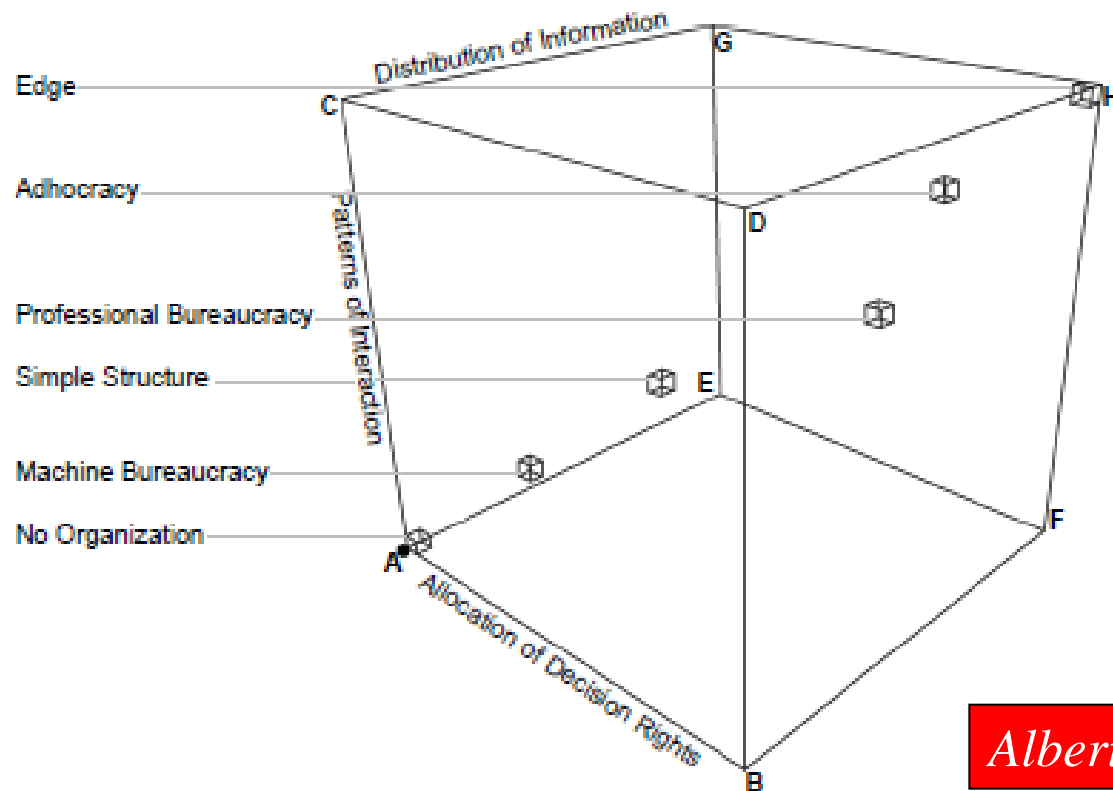 Distribution of Information
G
Edge
C
H
Adhocracy
D
Patterns of Interaction
Professional Bureaucracy
Simple Structure
E
Machine Bureaucracy
No Organization
F
A
Allocation of Decision Rights
B